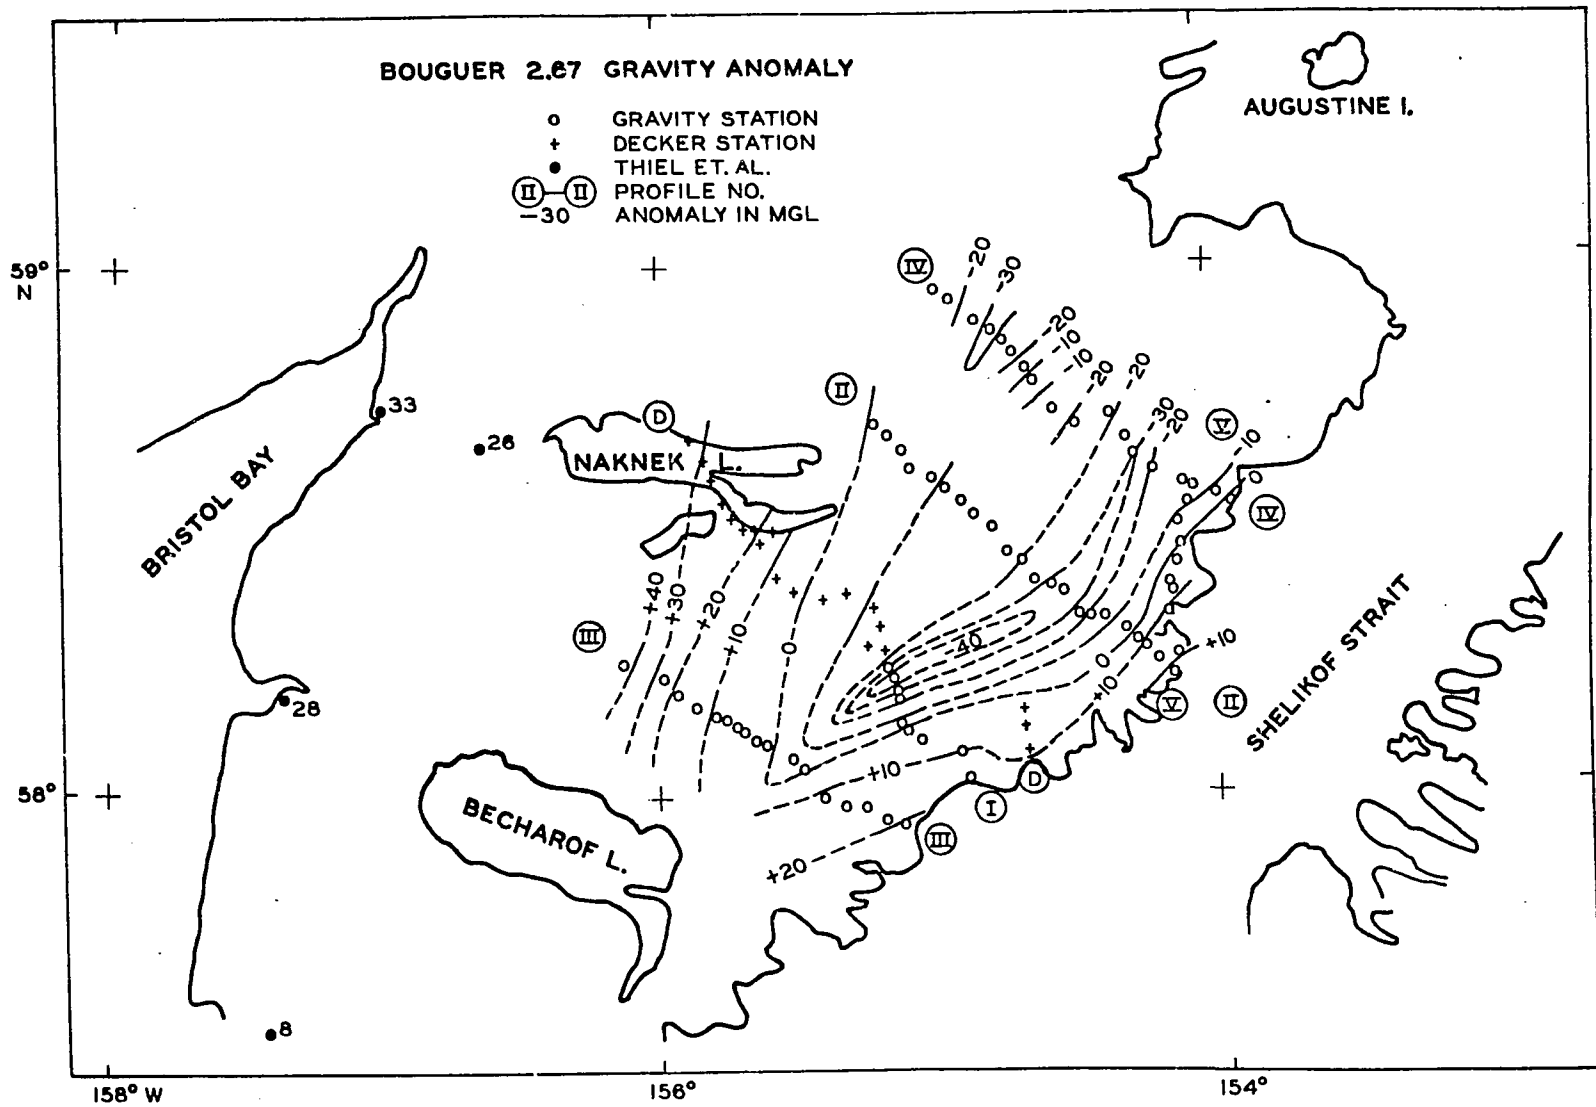 BOUGUER 2.67 GRAVITY ANOMALY
o GRAVITY STATION
+ DECKER STATION
● THIEL ET. AL.
II—II PROFILE NO.
−30 ANOMALY IN MGL
AUGUSTINE I.
59°
N
IV
-20
-30
-20
-10
-10
-20
-20
-30
-20
V
-10
0
IV
II
33
26
D
NAKNEK L.
BRISTOL BAY
+40
+30
+20
+10
0
III
40
0
+10
+10
V
II
SHELIKOF STRAIT
28
58°
+10
D
I
III
BECHAROF L.
+20
8
158° W
156°
154°